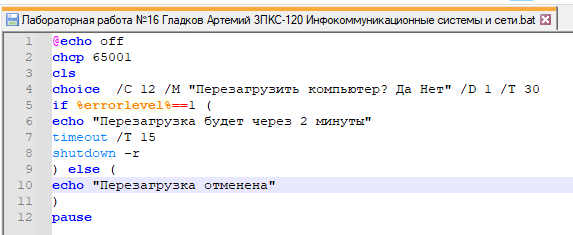 Лабораторная работа №16 Гладков Артемий ЗПКС-120 Инфокоммуникационные системы и сети.bat
1 @echo off
2 chcp 65001
3 cls
4 choice  /C 12 /M "Перезагрузить компьютер? Да Нет" /D 1 /T 30
5 if %errorlevel%==1 (
6 echo "Перезагрузка будет через 2 минуты"
7 timeout /T 15
8 shutdown -r
9 ) else (
10 echo "Перезагрузка отменена"
11 )
12 pause